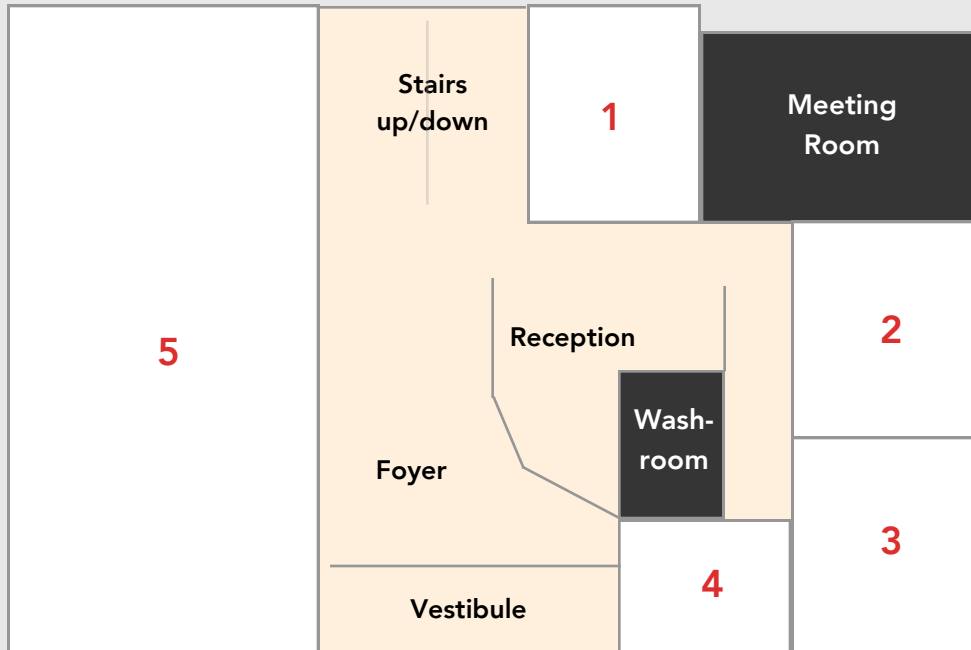 Stairs
up/down
1
Meeting
Room
5
Reception
2
Wash-
room
Foyer
3
4
Vestibule